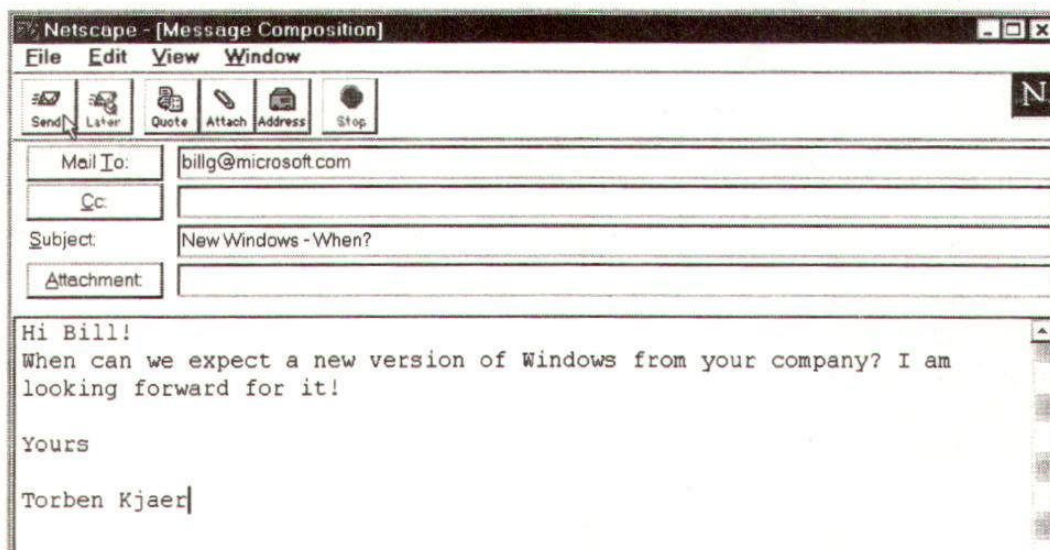 Netscape - [Message Composition]
File Edit View Window
Send Later Quote Attach Address Stop
N
Mail To: billg@microsoft.com
Cc:
Subject: New Windows - When?
Attachment:
Hi Bill!
When can we expect a new version of Windows from your company? I am
looking forward for it!
Yours
Torben Kjaer